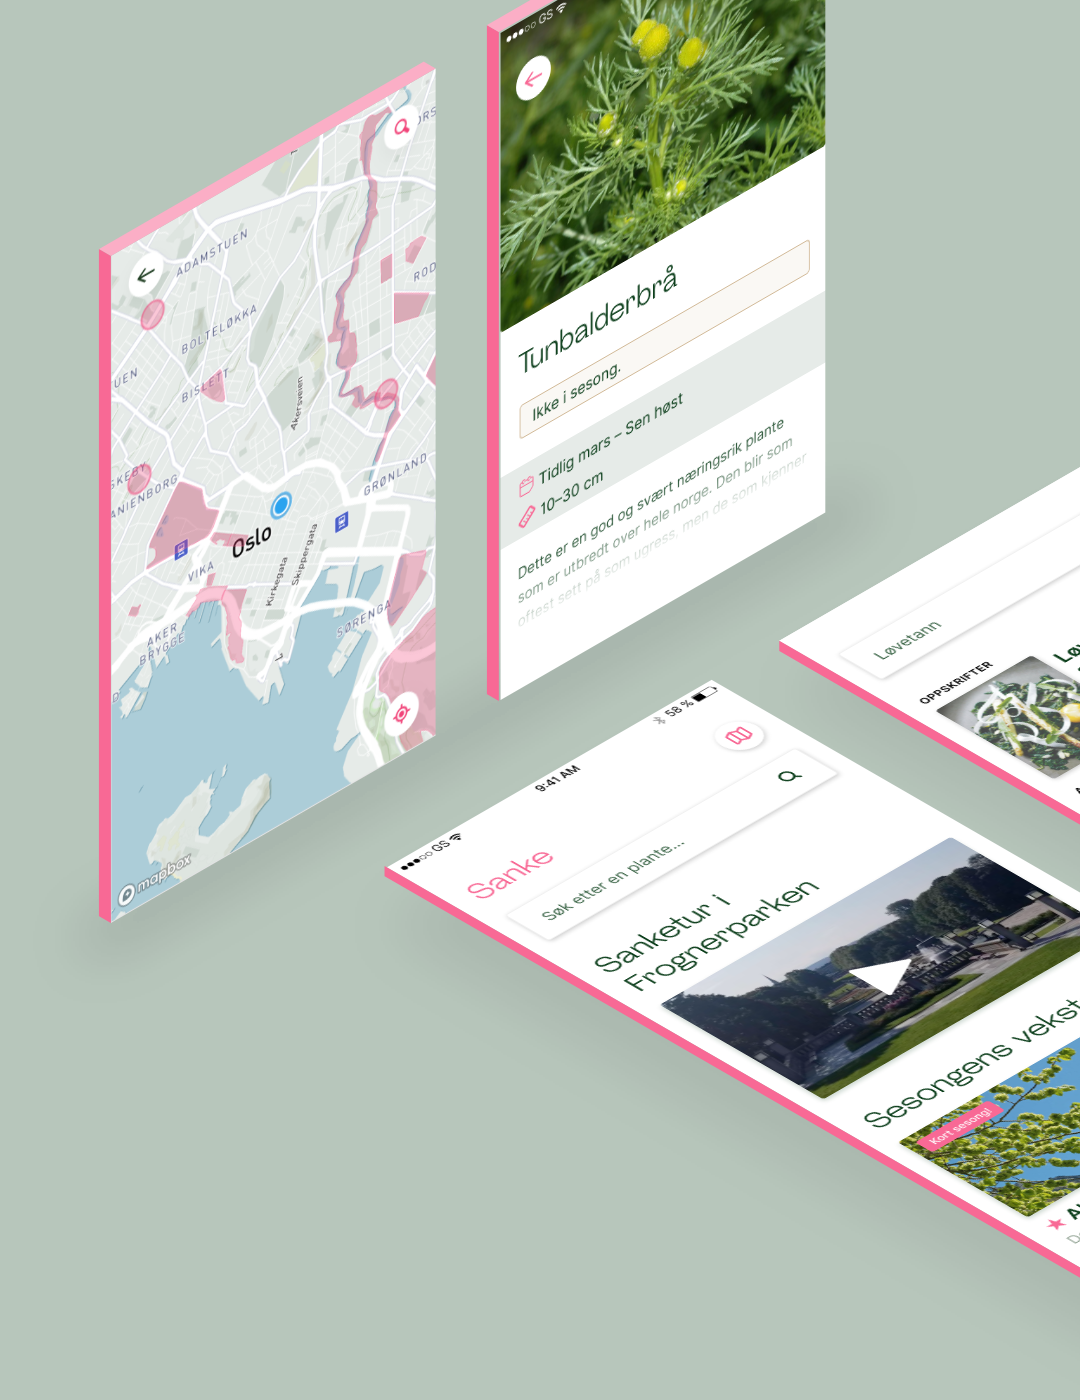 ADAMSTUEN
BOLTELØKKA
BISLETT
UEN
SKEBY
ANIENBORG
Akersveien
ROD
ORS
GRØNLAND
Oslo
VIKA
Kirkegata
Skippergata
AKER
BRYGGE
SØRENGA
D
mapbox
GS
Tunbalderbrå
Ikke i sesong.
Tidlig mars – Sen høst
10–30 cm
Dette er en god og svært næringsrik plante
som er utbredt over hele norge. Den blir som
oftest sett på som ugress, men de som kjenner
Løvetann
OPPSKRIFTER
Løv
GS
9:41 AM
58 %
Sanke
Søk etter en plante...
Sanketur i
Frognerparken
Sesongens vekst
Kort sesong!